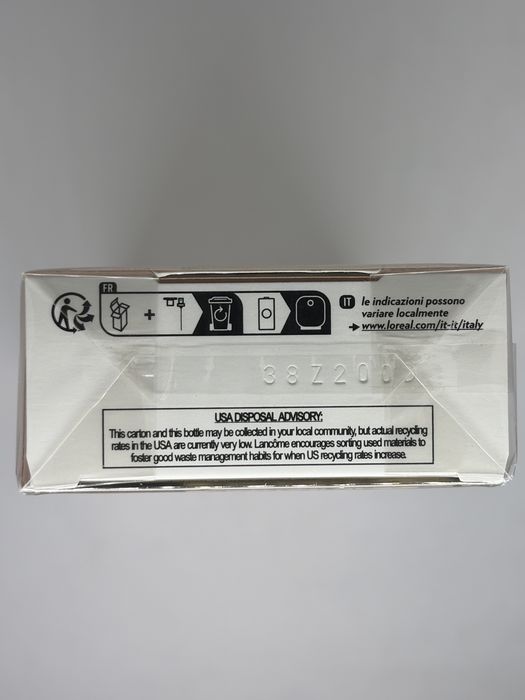 FR
IT le indicazioni possono
variare localmente
www.loreal.com/it-it/italy
38Z200
USA DISPOSAL ADVISORY:
This carton and this bottle may be collected in your local community, but actual recycling
rates in the USA are currently very low. Lancôme encourages sorting used materials to
foster good waste management habits for when US recycling rates increase.